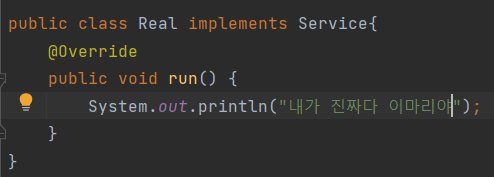 public class Real implements Service{
@Override
public void run() {
System.out.println("내가 진짜다 이마리야");
}
}